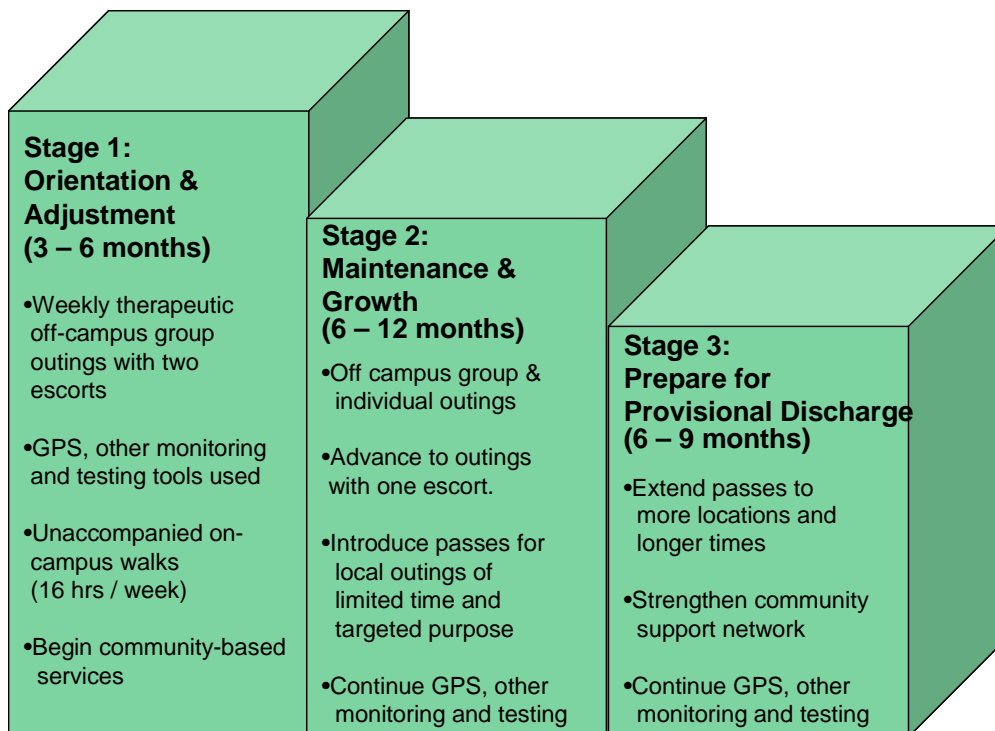 Stage 1:
Orientation &
Adjustment
(3 – 6 months)
•Weekly therapeutic
off-campus group
outings with two
escorts
•GPS, other monitoring
and testing tools used
•Unaccompanied on-
campus walks
(16 hrs / week)
•Begin community-based
services
Stage 2:
Maintenance &
Growth
(6 – 12 months)
•Off campus group &
individual outings
•Advance to outings
with one escort.
•Introduce passes for
local outings of
limited time and
targeted purpose
•Continue GPS, other
monitoring and testing
Stage 3:
Prepare for
Provisional Discharge
(6 – 9 months)
•Extend passes to
more locations and
longer times
•Strengthen community
support network
•Continue GPS, other
monitoring and testing